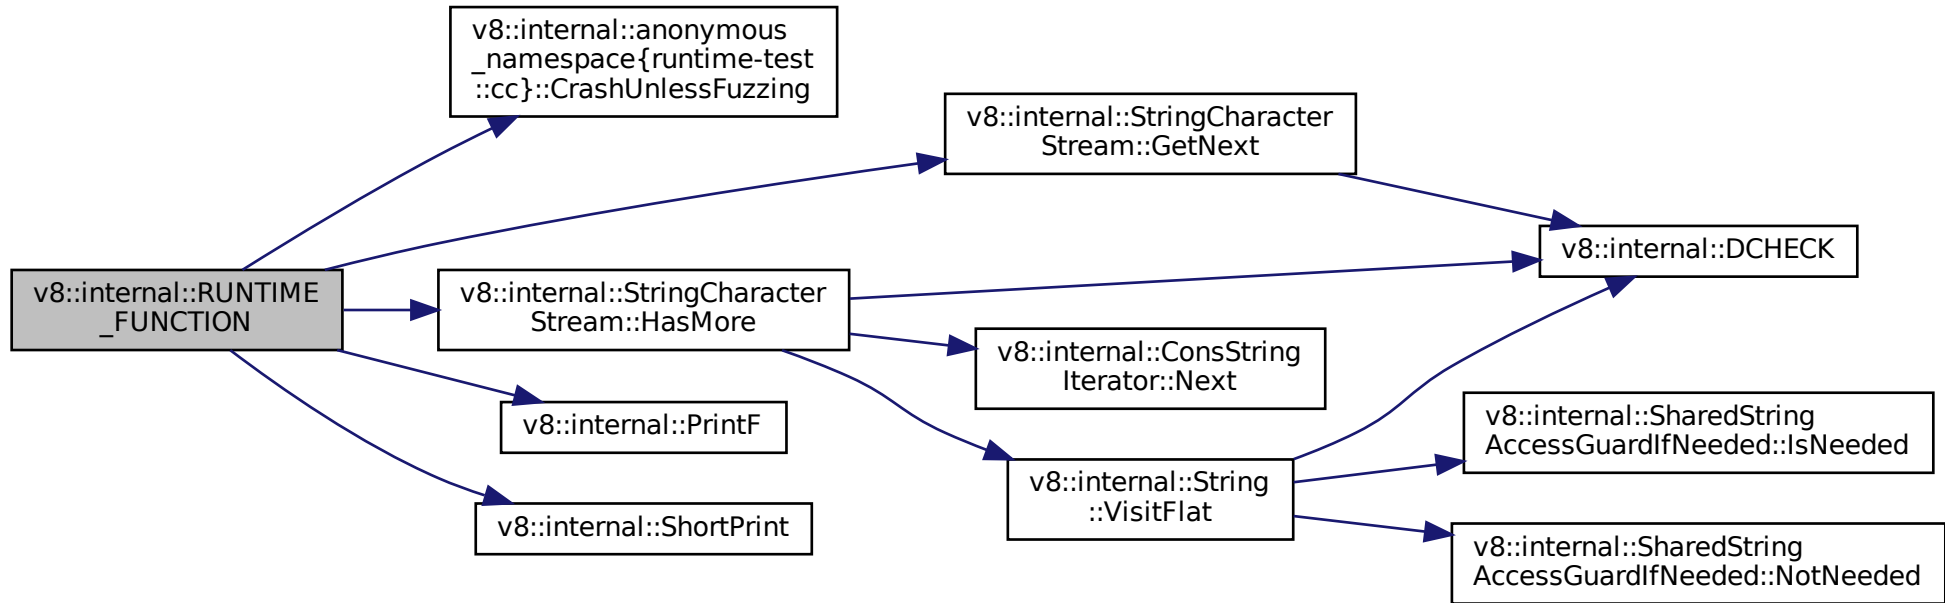 v8::internal::anonymous
_namespace{runtime-test
::cc}::CrashUnlessFuzzing
v8::internal::StringCharacter
Stream::GetNext
v8::internal::DCHECK
v8::internal::RUNTIME
_FUNCTION
v8::internal::StringCharacter
Stream::HasMore
v8::internal::ConsString
Iterator::Next
v8::internal::PrintF
v8::internal::SharedString
AccessGuardIfNeeded::IsNeeded
v8::internal::String
::VisitFlat
v8::internal::ShortPrint
v8::internal::SharedString
AccessGuardIfNeeded::NotNeeded